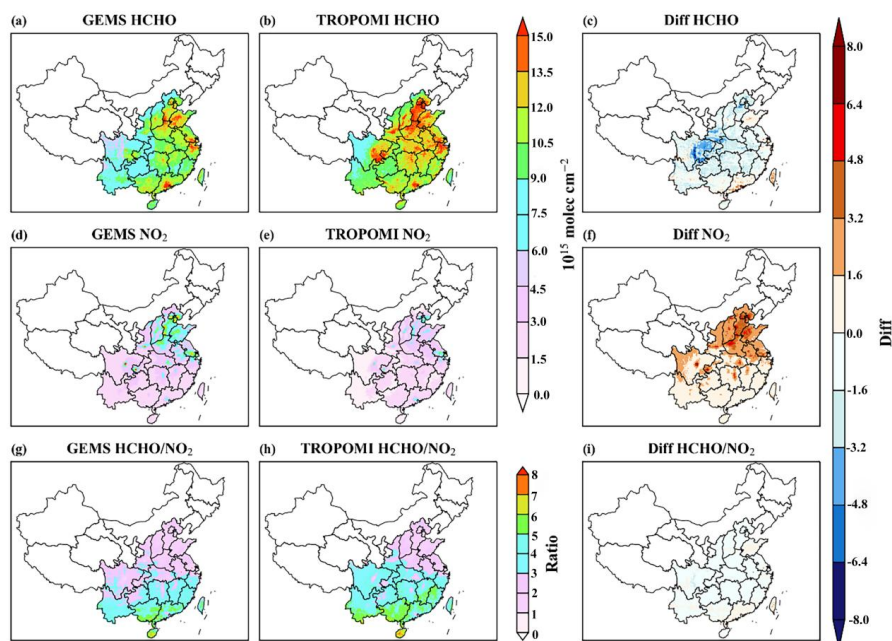 (a) GEMS HCHO
(b) TROPOMI HCHO
(c) Diff HCHO
15.0
13.5
12.0
10.5
9.0
7.5
6.0
4.5
3.0
1.5
0.0
10¹⁵ molec cm⁻²
8.0
6.4
4.8
3.2
1.6
0.0
-1.6
-3.2
-4.8
-6.4
-8.0
Diff
(d) GEMS NO₂
(e) TROPOMI NO₂
(f) Diff NO₂
(g) GEMS HCHO/NO₂
(h) TROPOMI HCHO/NO₂
(i) Diff HCHO/NO₂
8
7
6
5
4
3
2
1
0
Ratio